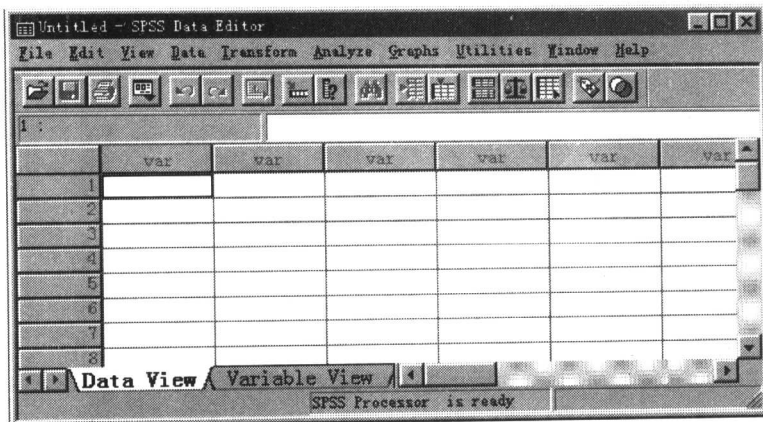 Untitled - SPSS Data Editor
File Edit View Data Transform Analyze Graphs Utilities Window Help
1 :
var var var var var var
1
2
3
4
5
6
7
8
Data View Variable View
SPSS Processor is ready